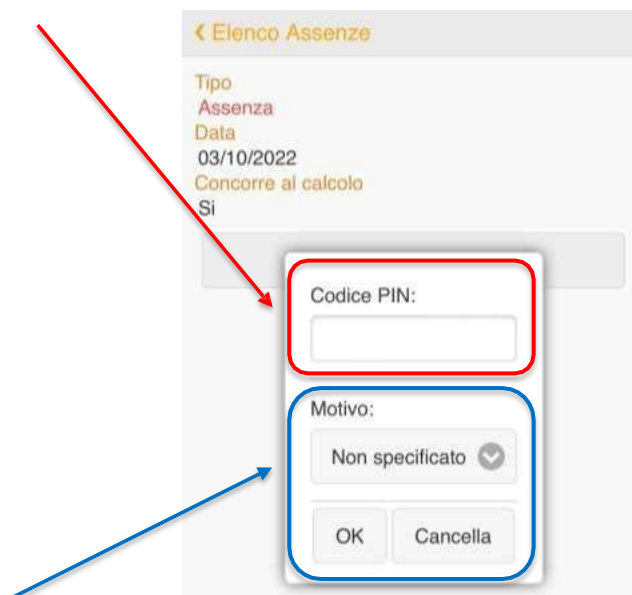 Elenco Assenze
Tipo
Assenza
Data
03/10/2022
Concorre al calcolo
Si
Codice PIN:
Motivo:
Non specificato
OK Cancella